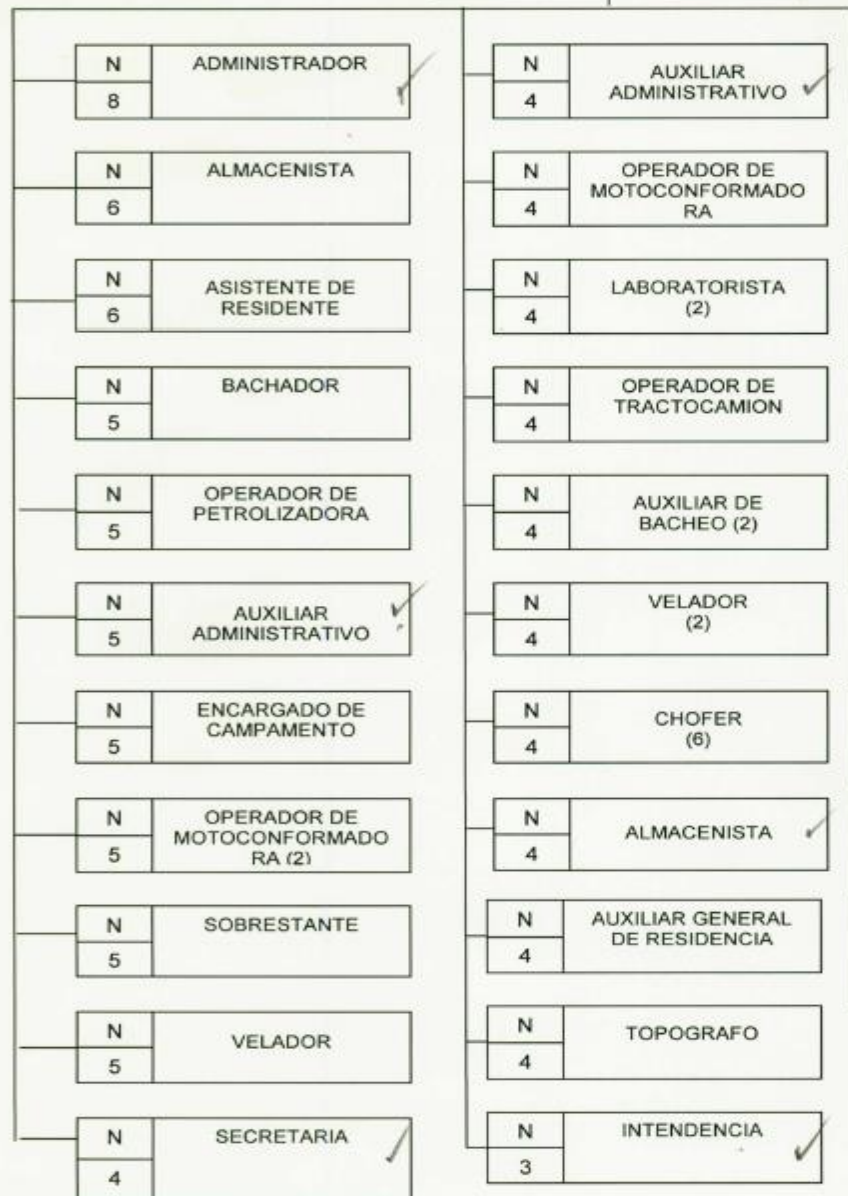 N
8
ADMINISTRADOR
N
6
ALMACENISTA
N
6
ASISTENTE DE
RESIDENTE
N
5
BACHADOR
N
5
OPERADOR DE
PETROLIZADORA
N
5
AUXILIAR
ADMINISTRATIVO
N
5
ENCARGADO DE
CAMPAMENTO
N
5
OPERADOR DE
MOTOCONFORMADO
RA (2)
N
5
SOBRESTANTE
N
5
VELADOR
N
4
SECRETARIA
N
4
AUXILIAR
ADMINISTRATIVO
N
4
OPERADOR DE
MOTOCONFORMADO
RA
N
4
LABORATORISTA
(2)
N
4
OPERADOR DE
TRACTOCAMION
N
4
AUXILIAR DE
BACHEO (2)
N
4
VELADOR
(2)
N
4
CHOFER
(6)
N
4
ALMACENISTA
N
4
AUXILIAR GENERAL
DE RESIDENCIA
N
4
TOPOGRAFO
N
3
INTENDENCIA